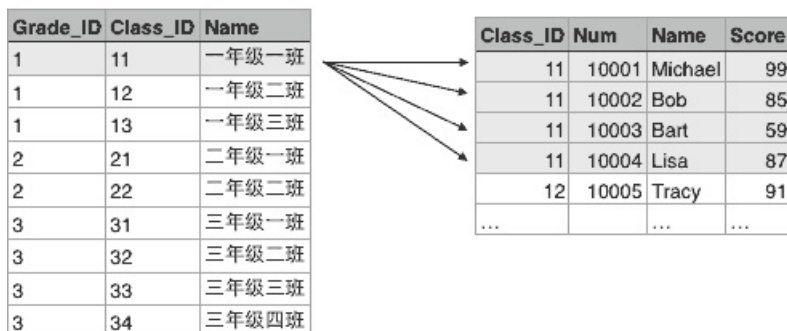 Grade_ID Class_ID Name
1 11 一年级一班
1 12 一年级二班
1 13 一年级三班
2 21 二年级一班
2 22 二年级二班
3 31 三年级一班
3 32 三年级二班
3 33 三年级三班
3 34 三年级四班
Class_ID Num Name Score
11 10001 Michael 99
11 10002 Bob 85
11 10003 Bart 59
11 10004 Lisa 87
12 10005 Tracy 91
... ... ...